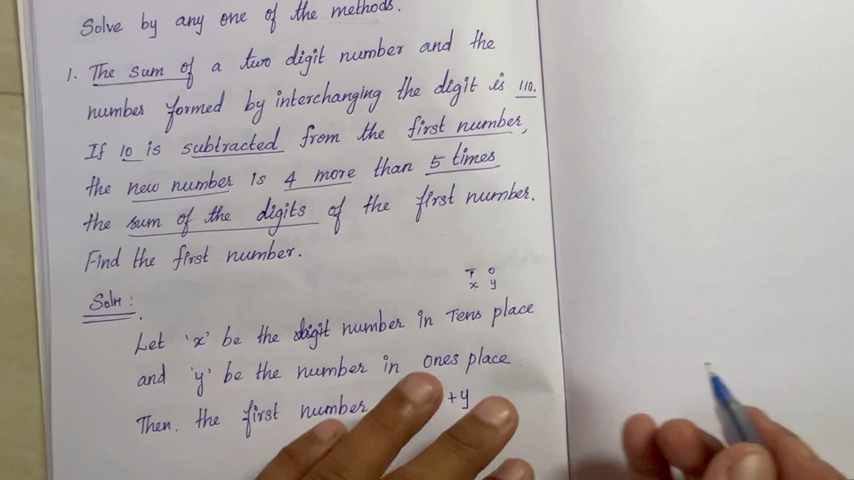 Solve by any one of the methods.
1. The sum of a two digit number and the
number formed by interchanging the digit is 110.
If 10 is subtracted from the first number,
the new number is 4 more than 5 times
the sum of the digits of the first number.
Find the first number.
T O
x y
Soln:
Let 'x' be the digit number in Tens place
and 'y' be the number in ones place
Then, the first number +y